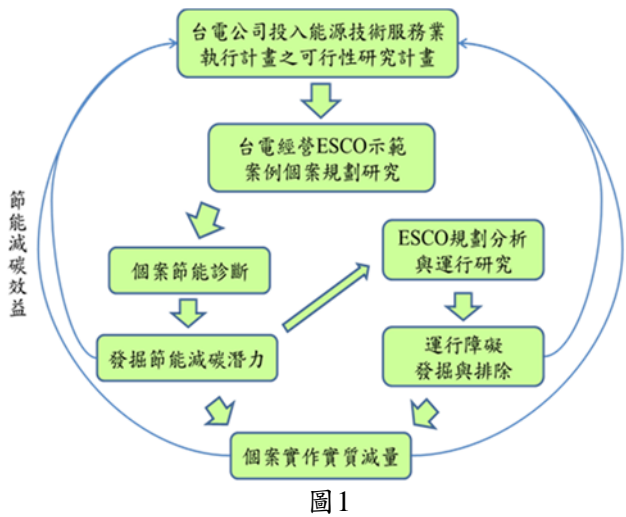 台電公司投入能源技術服務業
執行計畫之可行性研究計畫
台電經營ESCO示範
案例個案規劃研究
節能減碳效益
ESCO規劃分析
與運行研究
個案節能診斷
發掘節能減碳潛力
運行障礙
發掘與排除
個案實作實質減量
圖1